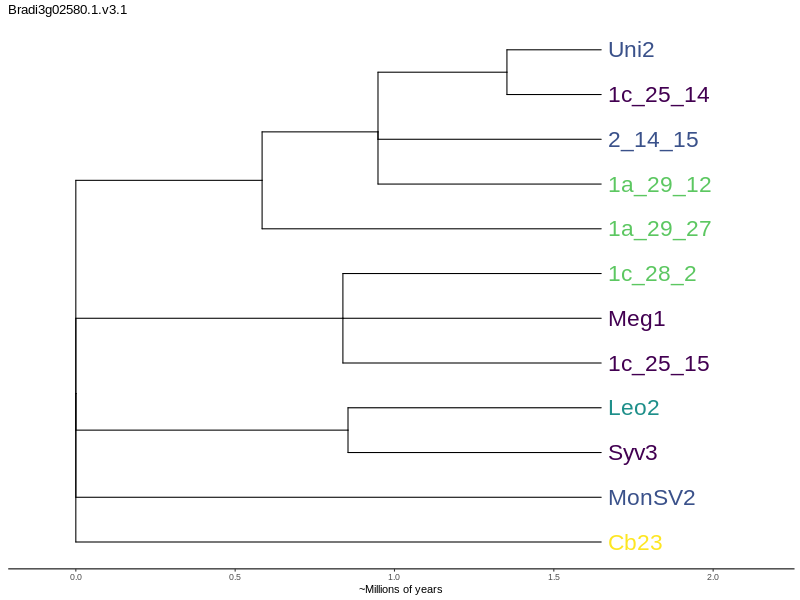 Bradi3g02580.1.v3.1
Uni2
1c_25_14
2_14_15
1a_29_12
1a_29_27
1c_28_2
Meg1
1c_25_15
Leo2
Syv3
MonSV2
Cb23
0.0 0.5 1.0 1.5 2.0
~Millions of years